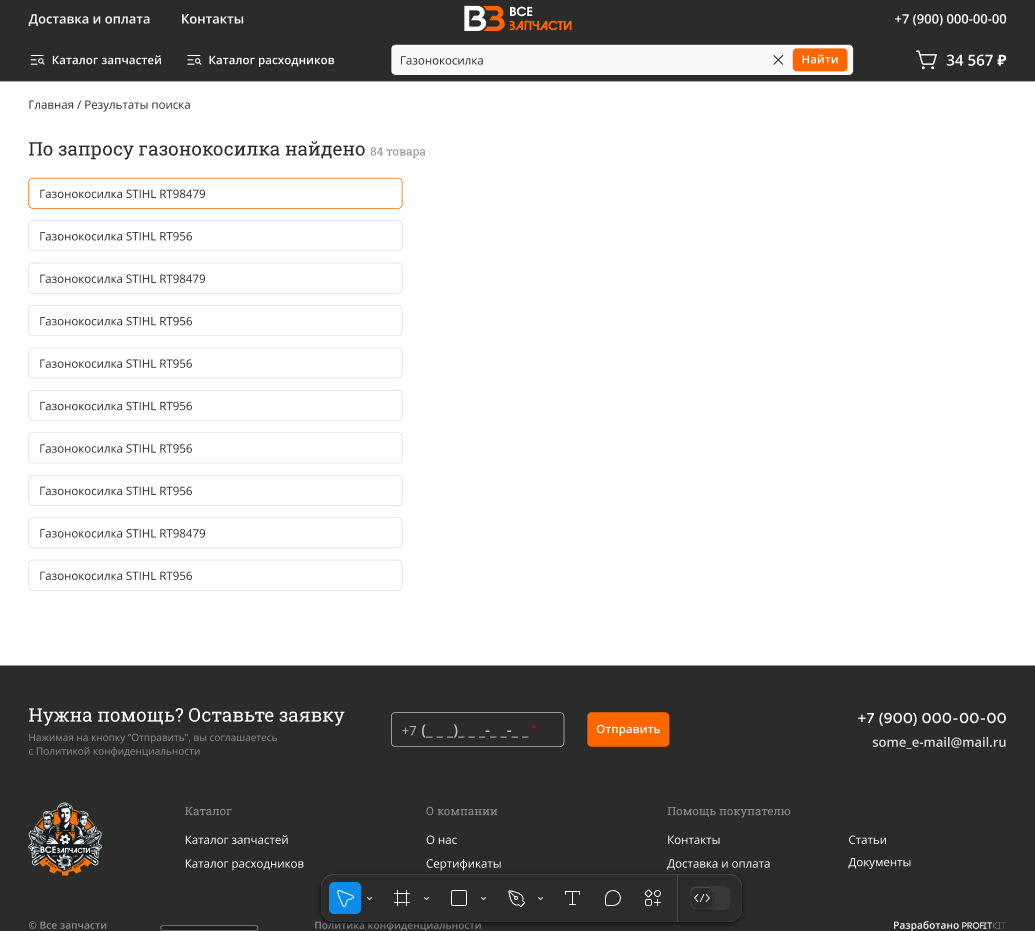 Доставка и оплата Контакты ВЗ ВСЕ ЗАПЧАСТИ +7 (900) 000-00-00
Каталог запчастей Каталог расходников Газонокосилка Найти 34 567 ₽
Главная / Результаты поиска
По запросу газонокосилка найдено 84 товара
Газонокосилка STIHL RT98479
Газонокосилка STIHL RT956
Газонокосилка STIHL RT98479
Газонокосилка STIHL RT956
Газонокосилка STIHL RT956
Газонокосилка STIHL RT956
Газонокосилка STIHL RT956
Газонокосилка STIHL RT956
Газонокосилка STIHL RT98479
Газонокосилка STIHL RT956
Нужна помощь? Оставьте заявку
Нажимая на кнопку “Отправить”, вы соглашаетесь
с Политикой конфиденциальности
+7 (_ _ _)_ _ _-_ _-_ _ *
Отправить
+7 (900) 000-00-00
some_e-mail@mail.ru
ВСЕЗАПЧАСТИ
Каталог
Каталог запчастей
Каталог расходников
О компании
О нас
Сертификаты
Помощь покупателю
Контакты
Доставка и оплата
Статьи
Документы
© Все запчасти Политика конфиденциальности Разработано PROFITKIT